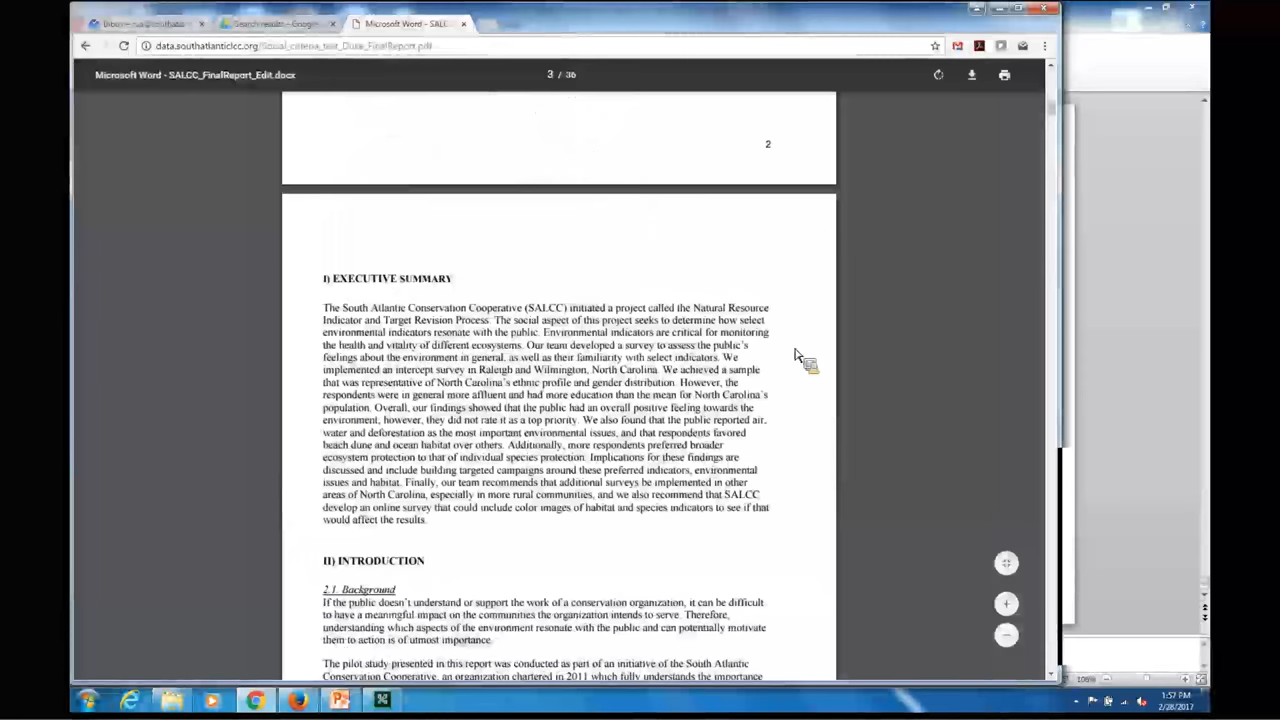 Search results - Google
Microsoft Word - SALC
data.southatlanticlcc.org
Microsoft Word - SALCC_FinalReport_Edit.docx
3 / 36
2
I) EXECUTIVE SUMMARY
The South Atlantic Conservation Cooperative (SALCC) initiated a project called the Natural Resource
Indicator and Target Revision Process. The social aspect of this project seeks to determine how select
environmental indicators resonate with the public. Environmental indicators are critical for monitoring
the health and vitality of different ecosystems. Our team developed a survey to assess the public's
feelings about the environment in general, as well as their familiarity with select indicators. We
implemented an intercept survey in Raleigh and Wilmington, North Carolina. We achieved a sample
that was representative of North Carolina's ethnic profile and gender distribution. However, the
respondents were in general more affluent and had more education than the mean for North Carolina's
population. Overall, our findings showed that the public had an overall positive feeling towards the
environment, however, they did not rate it as a top priority. We also found that the public reported air,
water and deforestation as the most important environmental issues, and that respondents favored
beach dune and ocean habitat over others. Additionally, more respondents preferred broader
ecosystem protection to that of individual species protection. Implications for these findings are
discussed and include building targeted campaigns around these preferred indicators, environmental
issues and habitat. Finally, our team recommends that additional surveys be implemented in other
areas of North Carolina, especially in more rural communities, and we also recommend that SALCC
develop an online survey that could include color images of habitat and species indicators to see if that
would affect the results.
II) INTRODUCTION
2.1. Background
If the public doesn't understand or support the work of a conservation organization, it can be difficult
to have a meaningful impact on the communities the organization intends to serve. Therefore,
understanding which aspects of the environment resonate with the public and can potentially motivate
them to action is of utmost importance.
The pilot study presented in this report was conducted as part of an initiative of the South Atlantic
Conservation Cooperative, an organization chartered in 2011 which fully understands the importance
106%
1:57 PM
2/28/2017